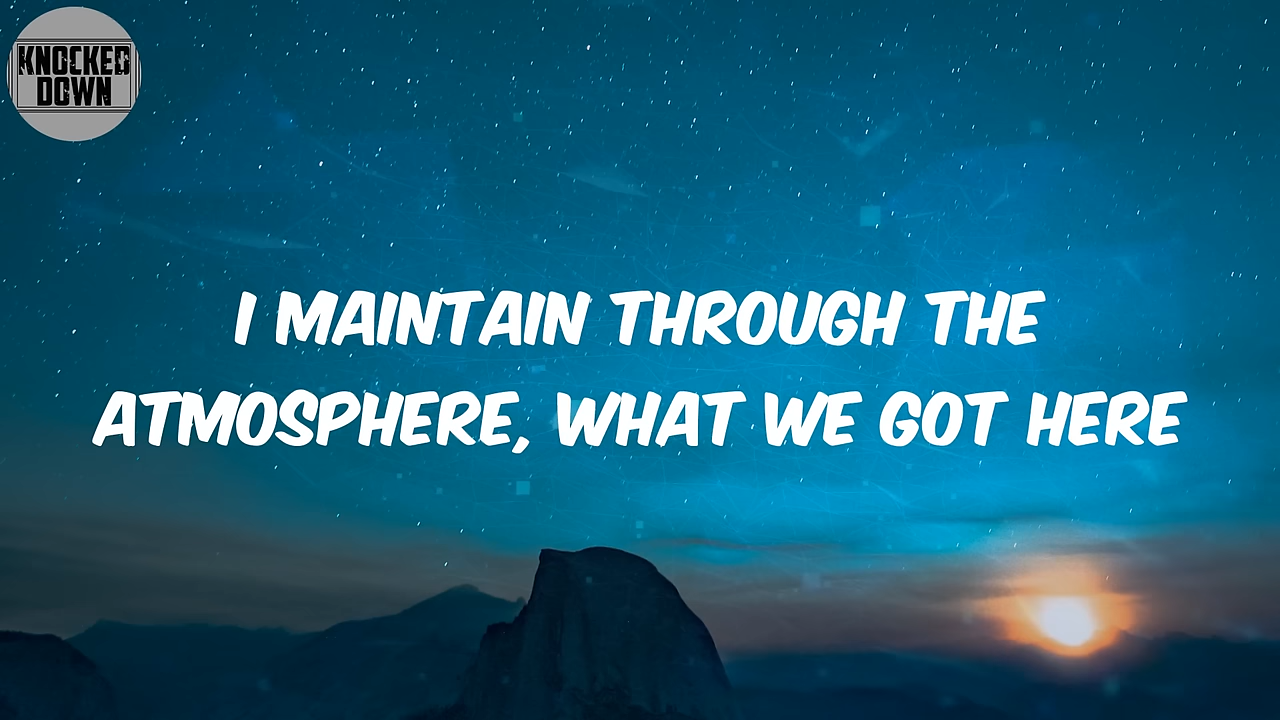 KNOCKED
DOWN
I MAINTAIN THROUGH THE
ATMOSPHERE, WHAT WE GOT HERE